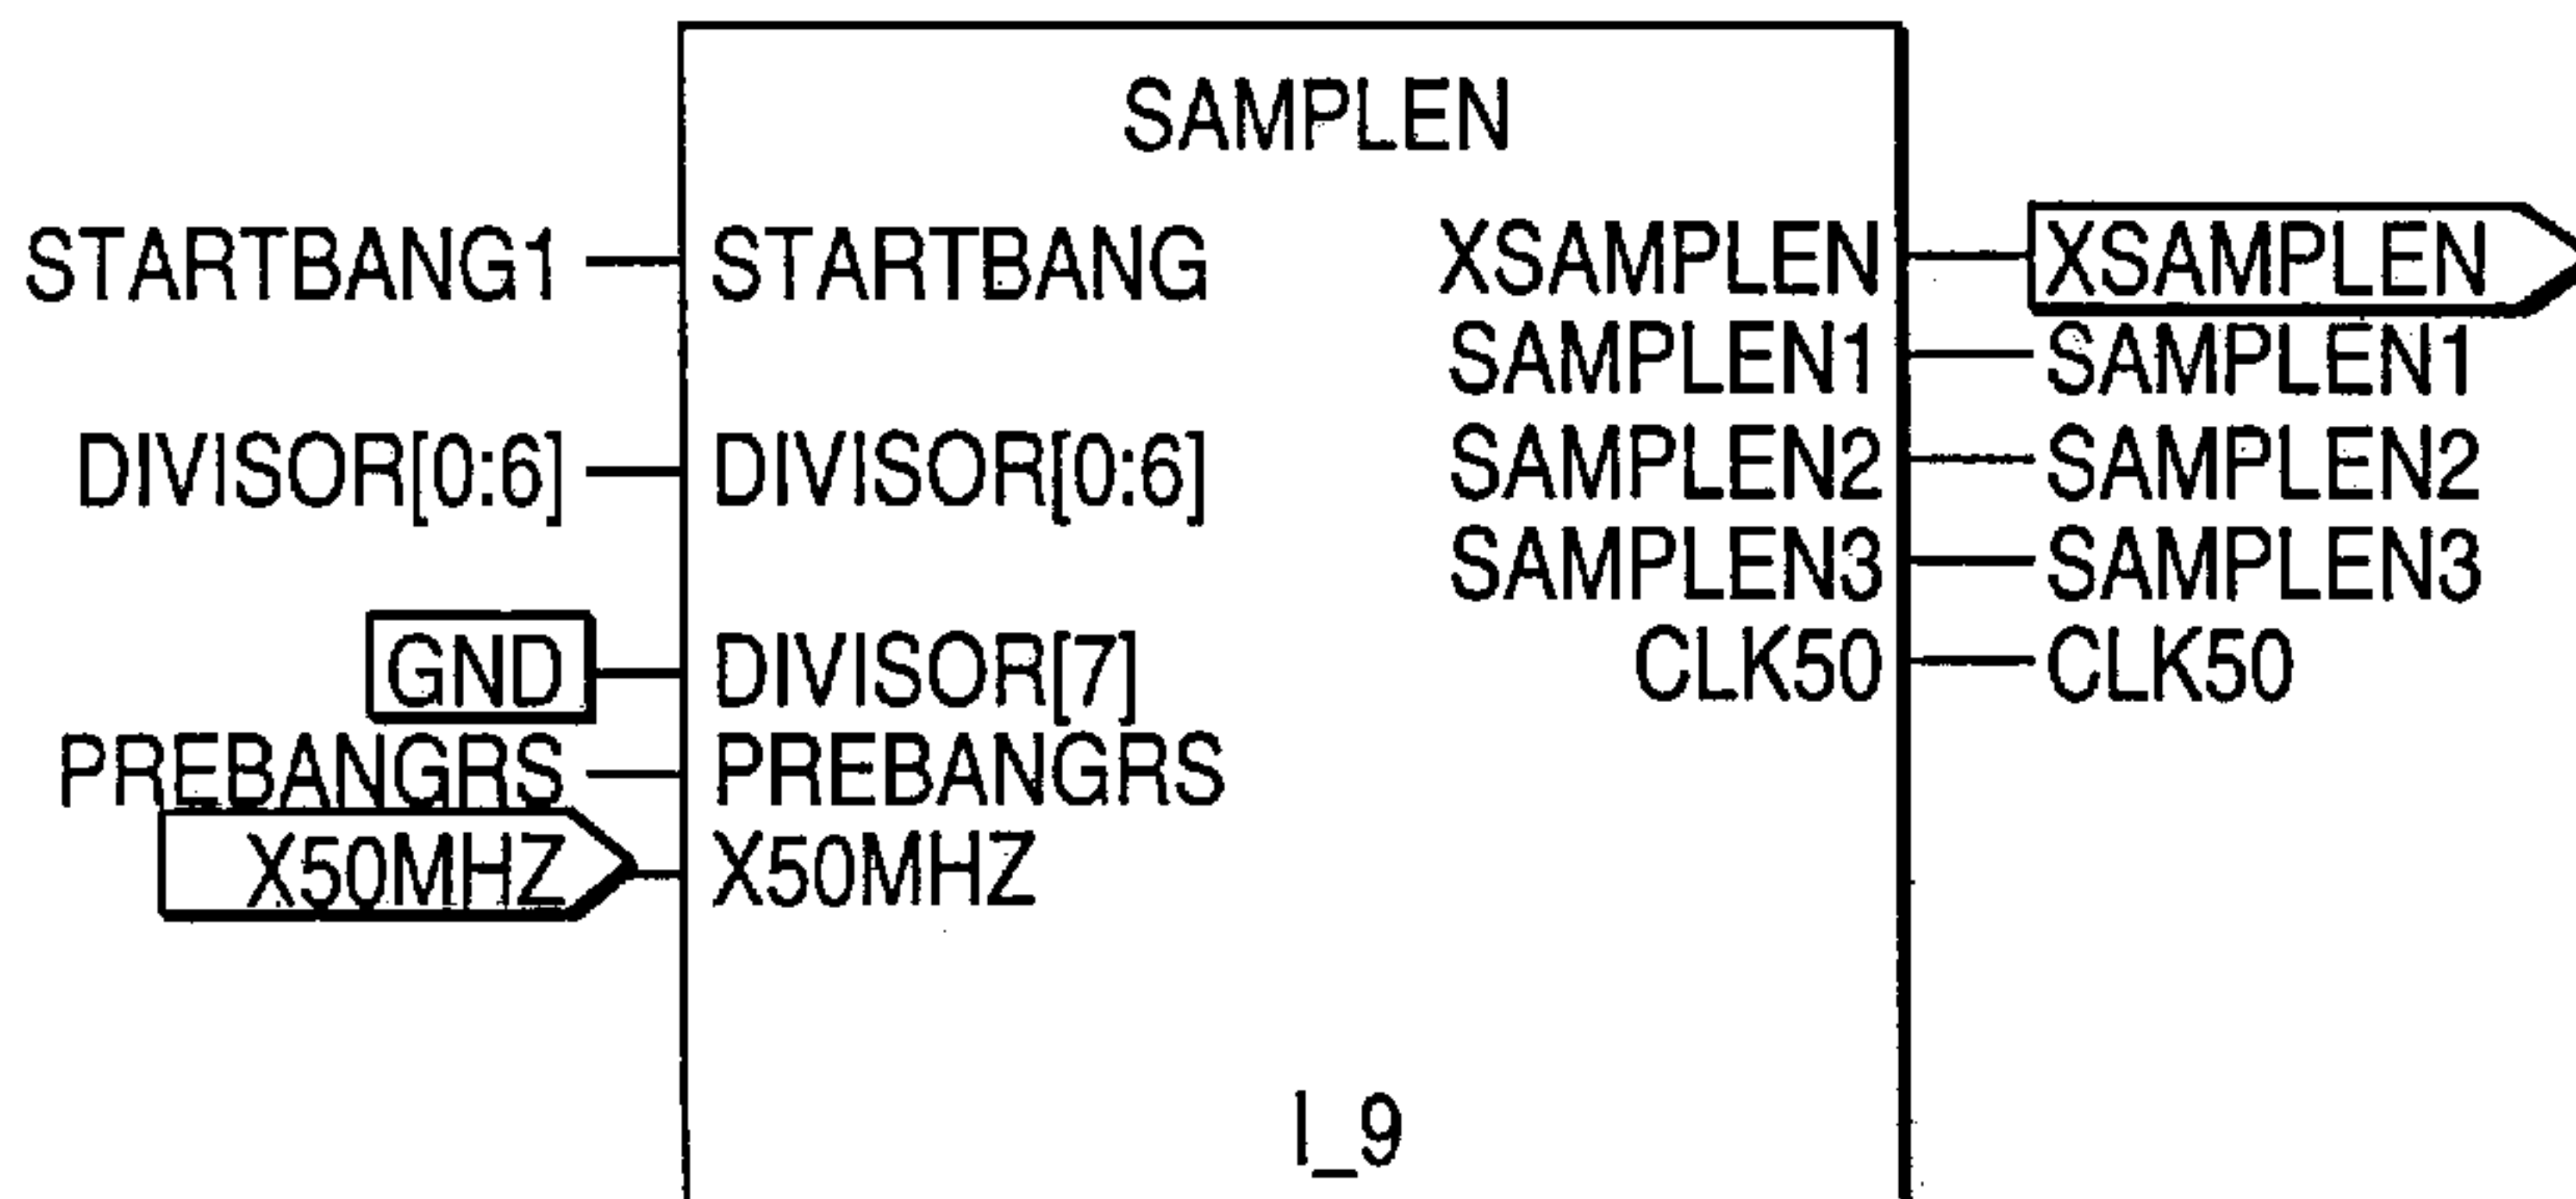 SAMPLEN
STARTBANG1 STARTBANG XSAMPLEN XSAMPLEN
SAMPLEN1 SAMPLEN1
DIVISOR[0:6] DIVISOR[0:6] SAMPLEN2 SAMPLEN2
SAMPLEN3 SAMPLEN3
GND DIVISOR[7] CLK50 CLK50
PREBANGRS PREBANGRS
X50MHZ X50MHZ
I_9